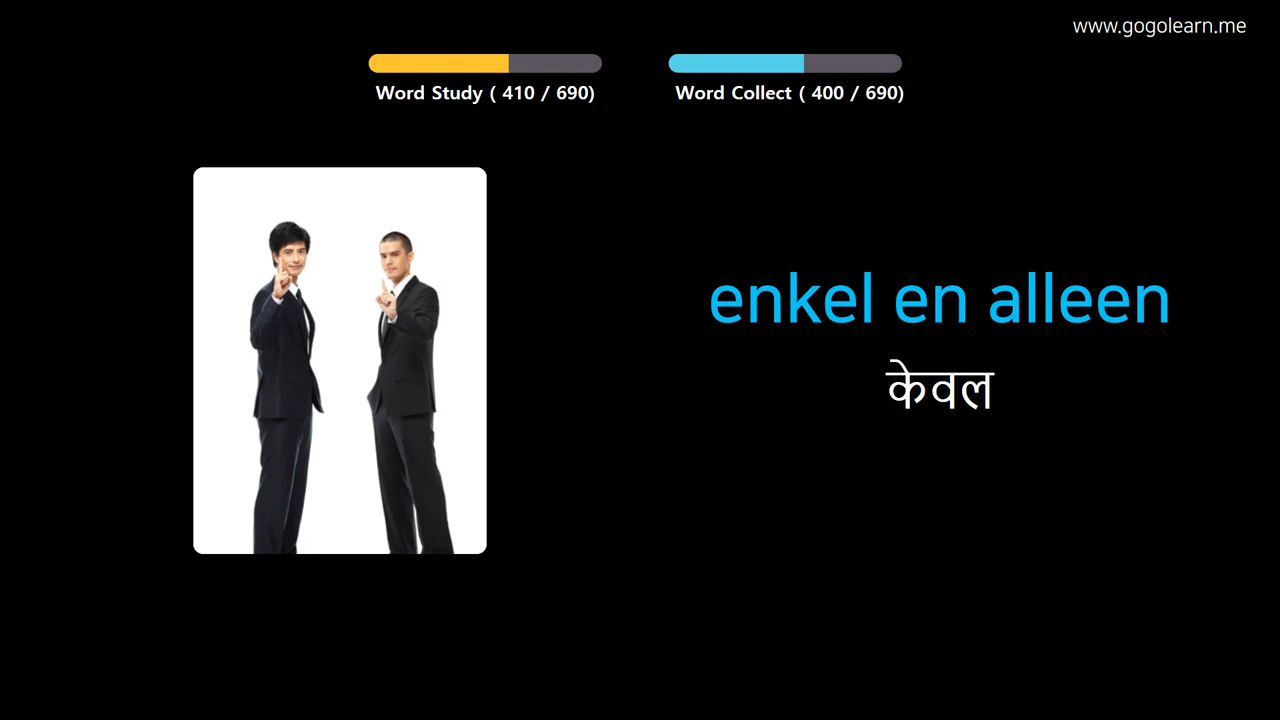 www.gogolearn.me
Word Study ( 410 / 690)
Word Collect ( 400 / 690)
enkel en alleen
केवल